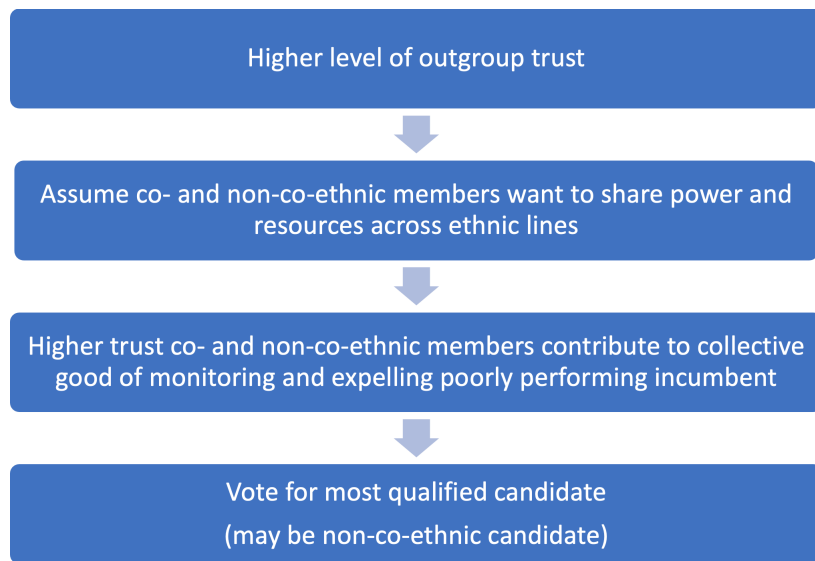 Higher level of outgroup trust
Assume co- and non-co-ethnic members want to share power and
resources across ethnic lines
Higher trust co- and non-co-ethnic members contribute to collective
good of monitoring and expelling poorly performing incumbent
Vote for most qualified candidate
(may be non-co-ethnic candidate)